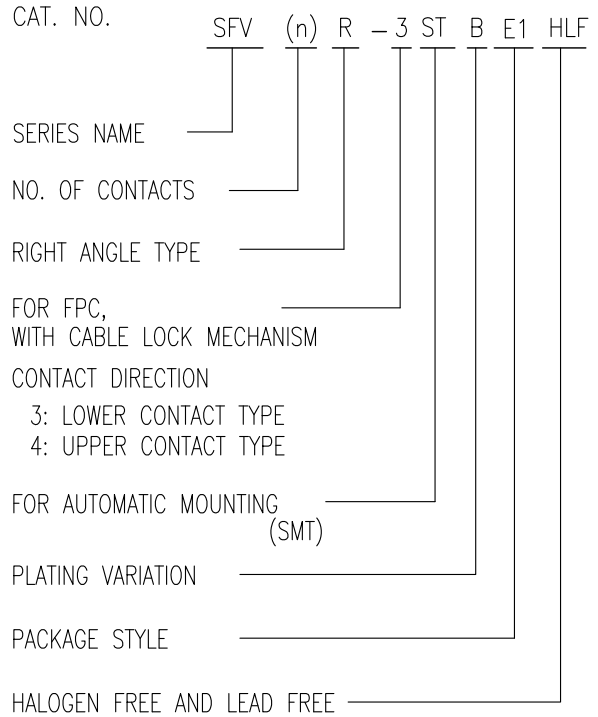 CAT. NO.
SFV (n) R – 3 ST B E1 HLF
SERIES NAME
NO. OF CONTACTS
RIGHT ANGLE TYPE
FOR FPC,
WITH CABLE LOCK MECHANISM
CONTACT DIRECTION
3: LOWER CONTACT TYPE
4: UPPER CONTACT TYPE
FOR AUTOMATIC MOUNTING
(SMT)
PLATING VARIATION
PACKAGE STYLE
HALOGEN FREE AND LEAD FREE